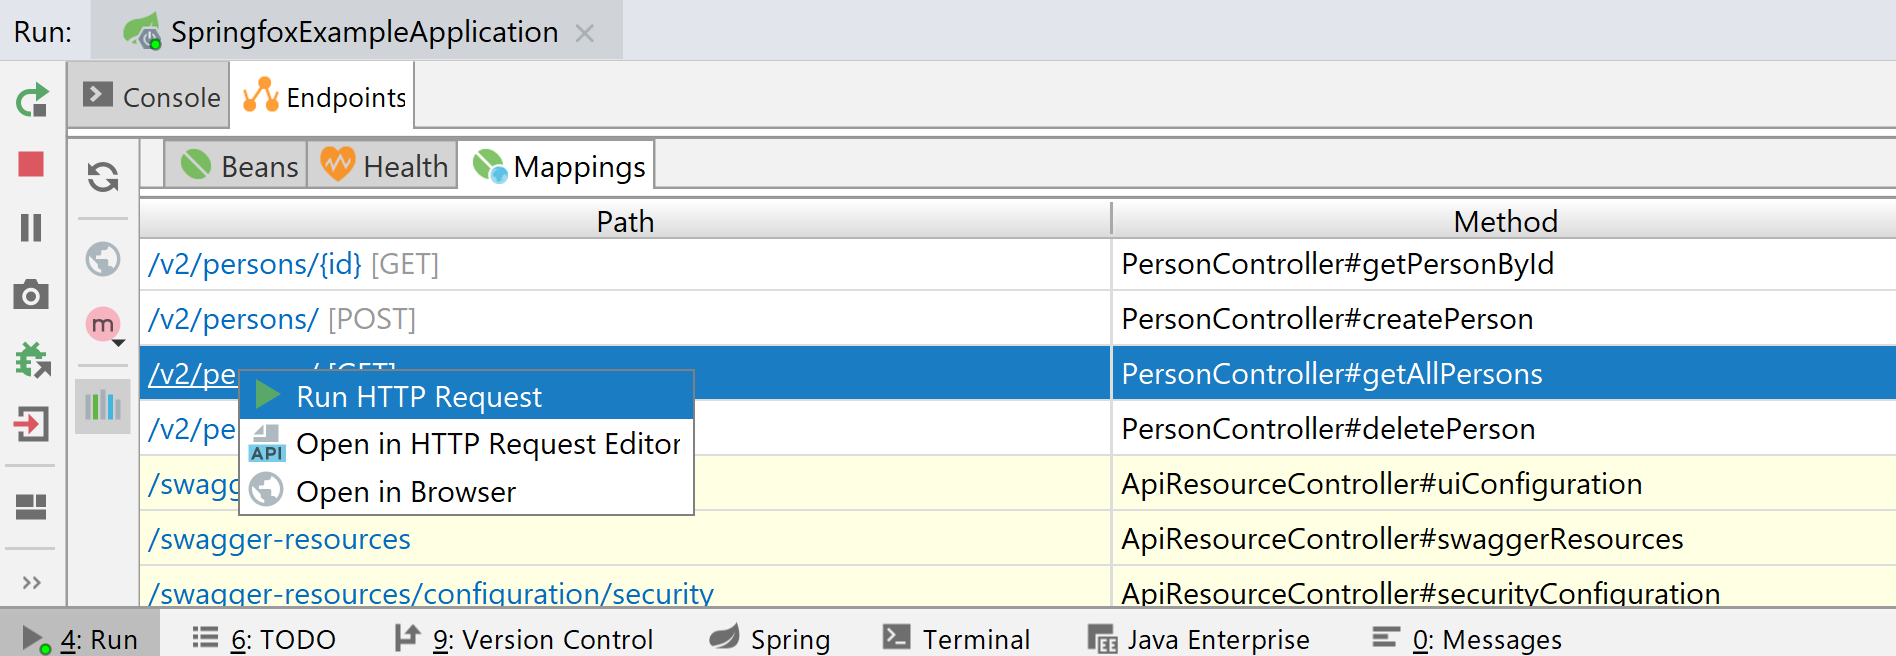 Run: SpringfoxExampleApplication
Console Endpoints
Beans Health Mappings
Path Method
/v2/persons/{id} [GET] PersonController#getPersonById
/v2/persons/ [POST] PersonController#createPerson
/v2/pe / [GET] PersonController#getAllPersons
Run HTTP Request
/v2/pe PersonController#deletePerson
Open in HTTP Request Editor
API
/swagg ApiResourceController#uiConfiguration
Open in Browser
/swagger-resources ApiResourceController#swaggerResources
/swagger-resources/configuration/security ApiResourceController#securityConfiguration
4: Run 6: TODO 9: Version Control Spring Terminal Java Enterprise 0: Messages